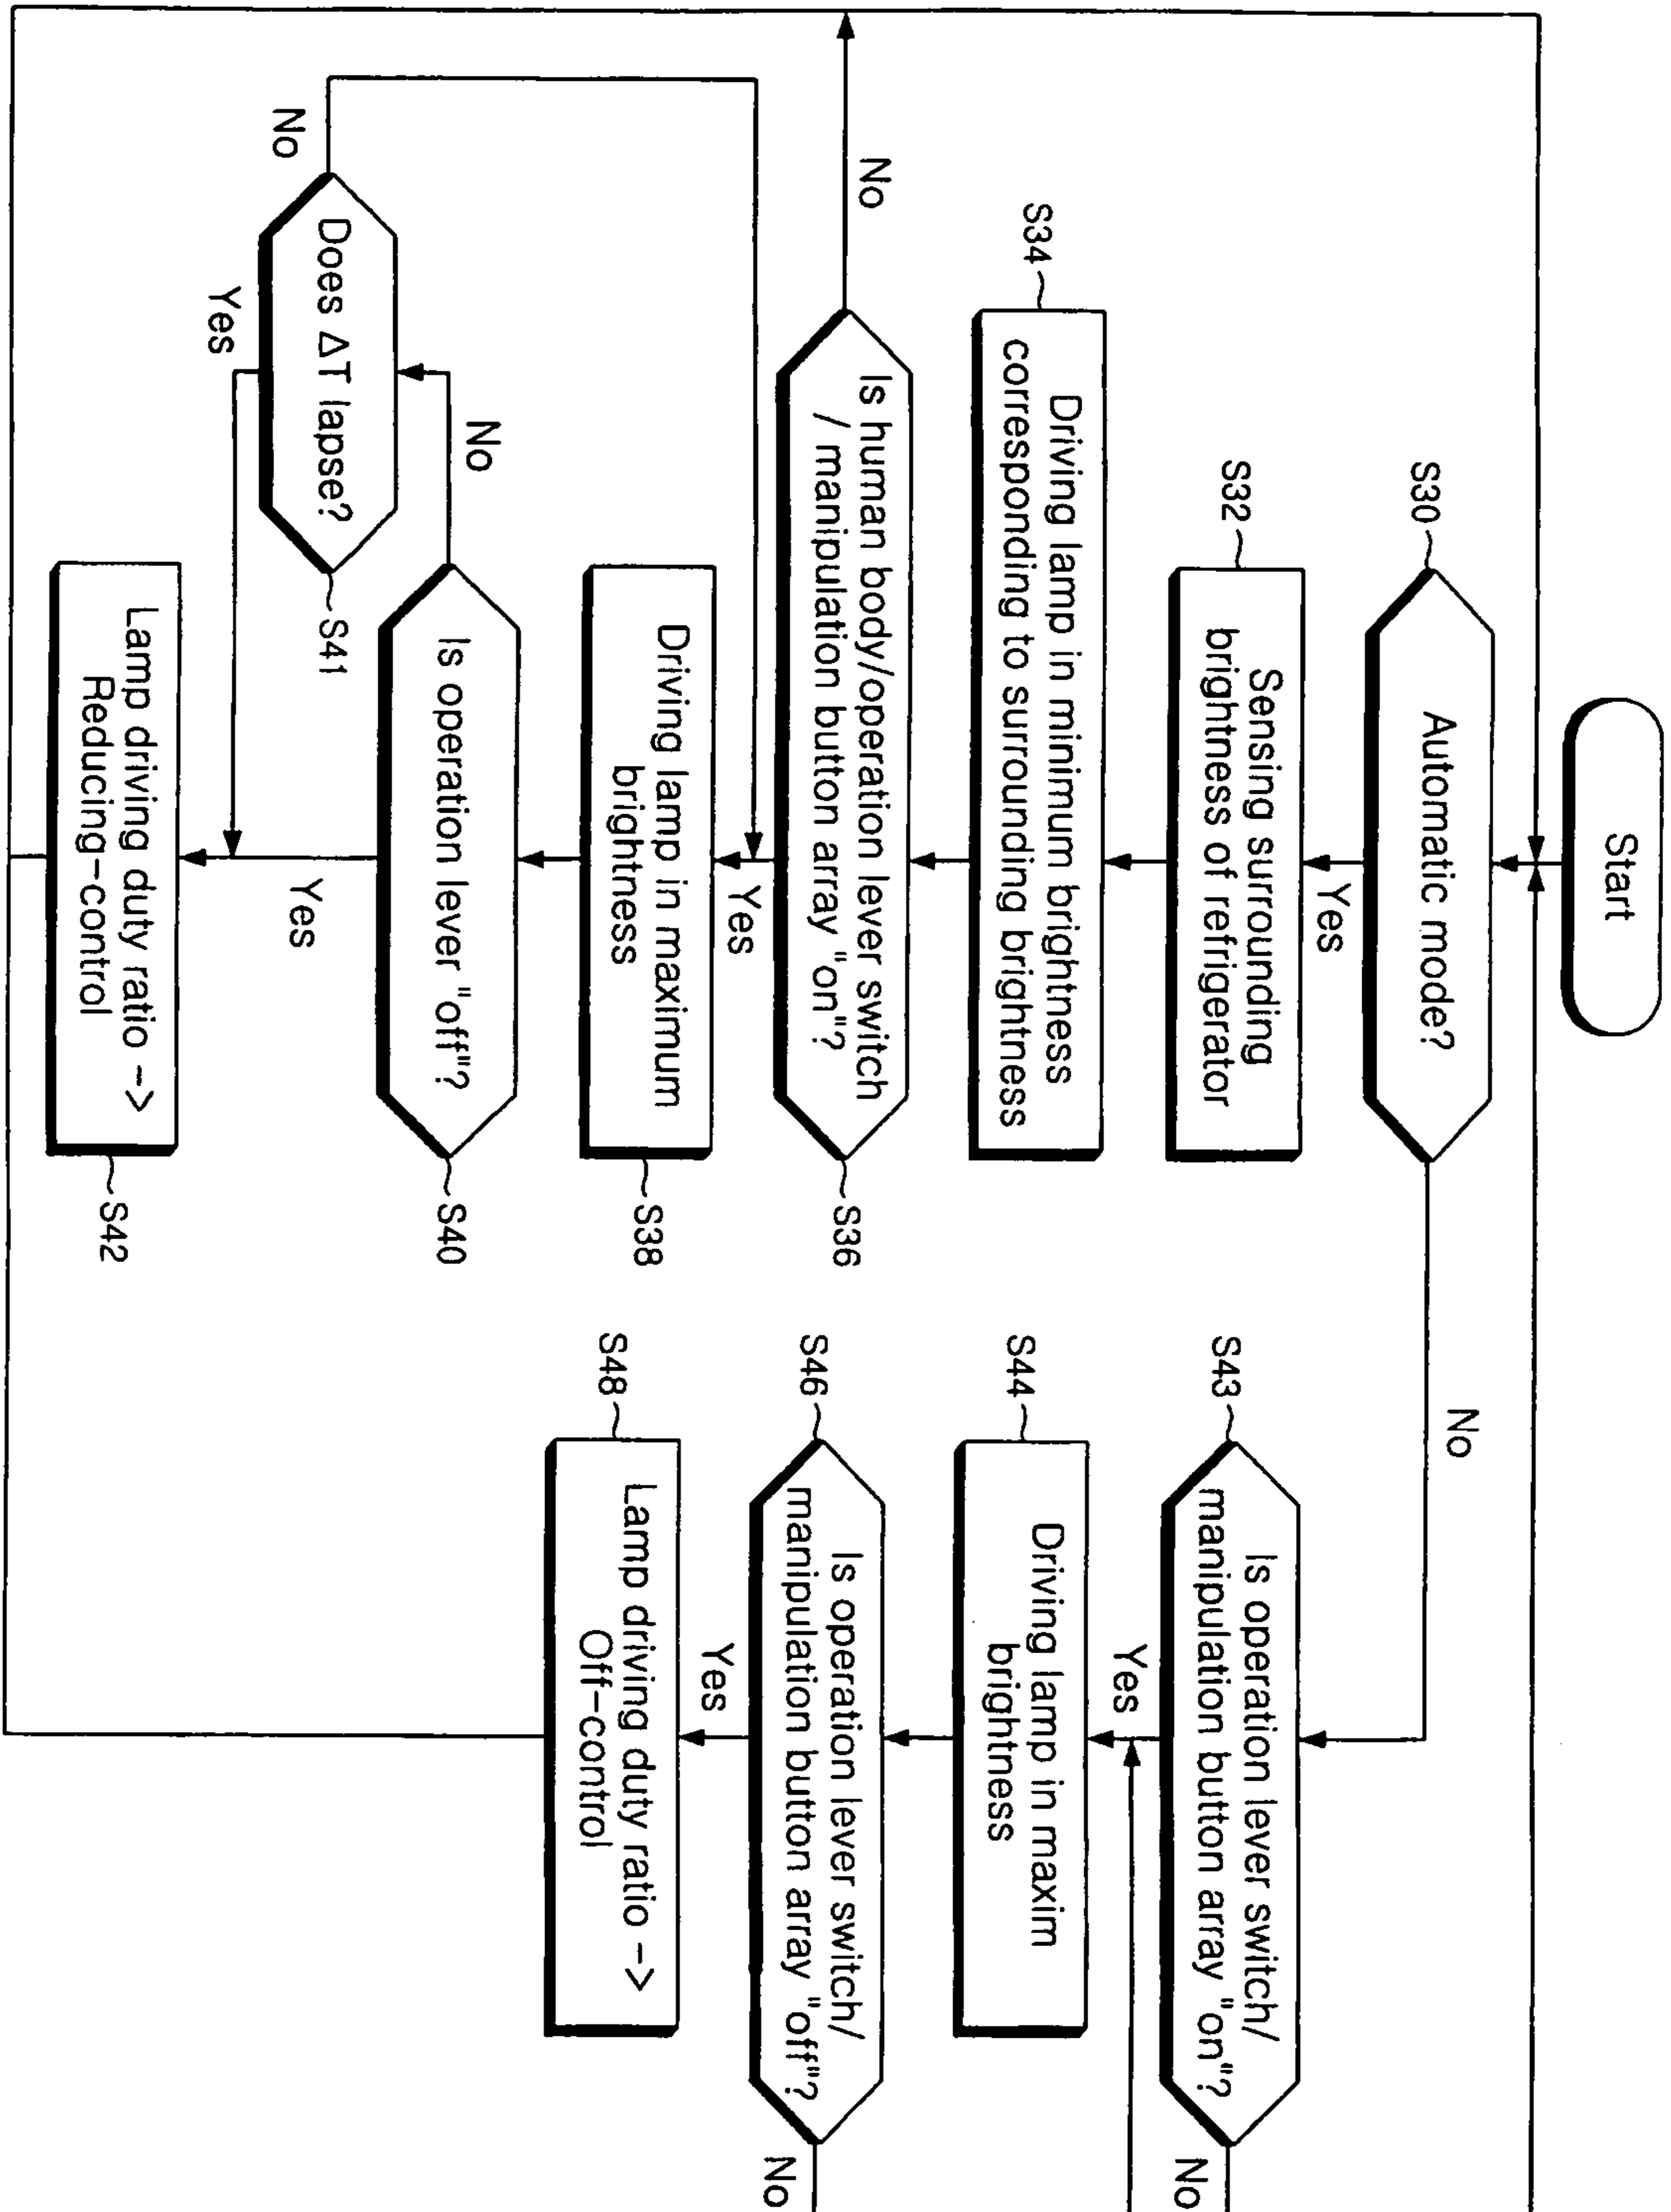 Start
S30
Automatic mode?
No
Yes
S32
Sensing surrounding
brightness of refrigerator
S34
Driving lamp in minimum brightness
corresponding to surrounding brightness
No
Is human body/operation lever switch
/ manipulation button array "on"?
S36
Yes
Driving lamp in maximum
brightness
S38
Is operation lever "off"?
S40
No
Yes
No
Does ΔT lapse?
S41
Yes
Lamp driving duty ratio ->
Reducing-control
S42
S43
Is operation lever switch/
manipulation button array "on"?
No
Yes
S44
Driving lamp in maxim
brightness
S46
Is operation lever switch/
manipulation button array "off"?
No
Yes
S48
Lamp driving duty ratio ->
Off-control